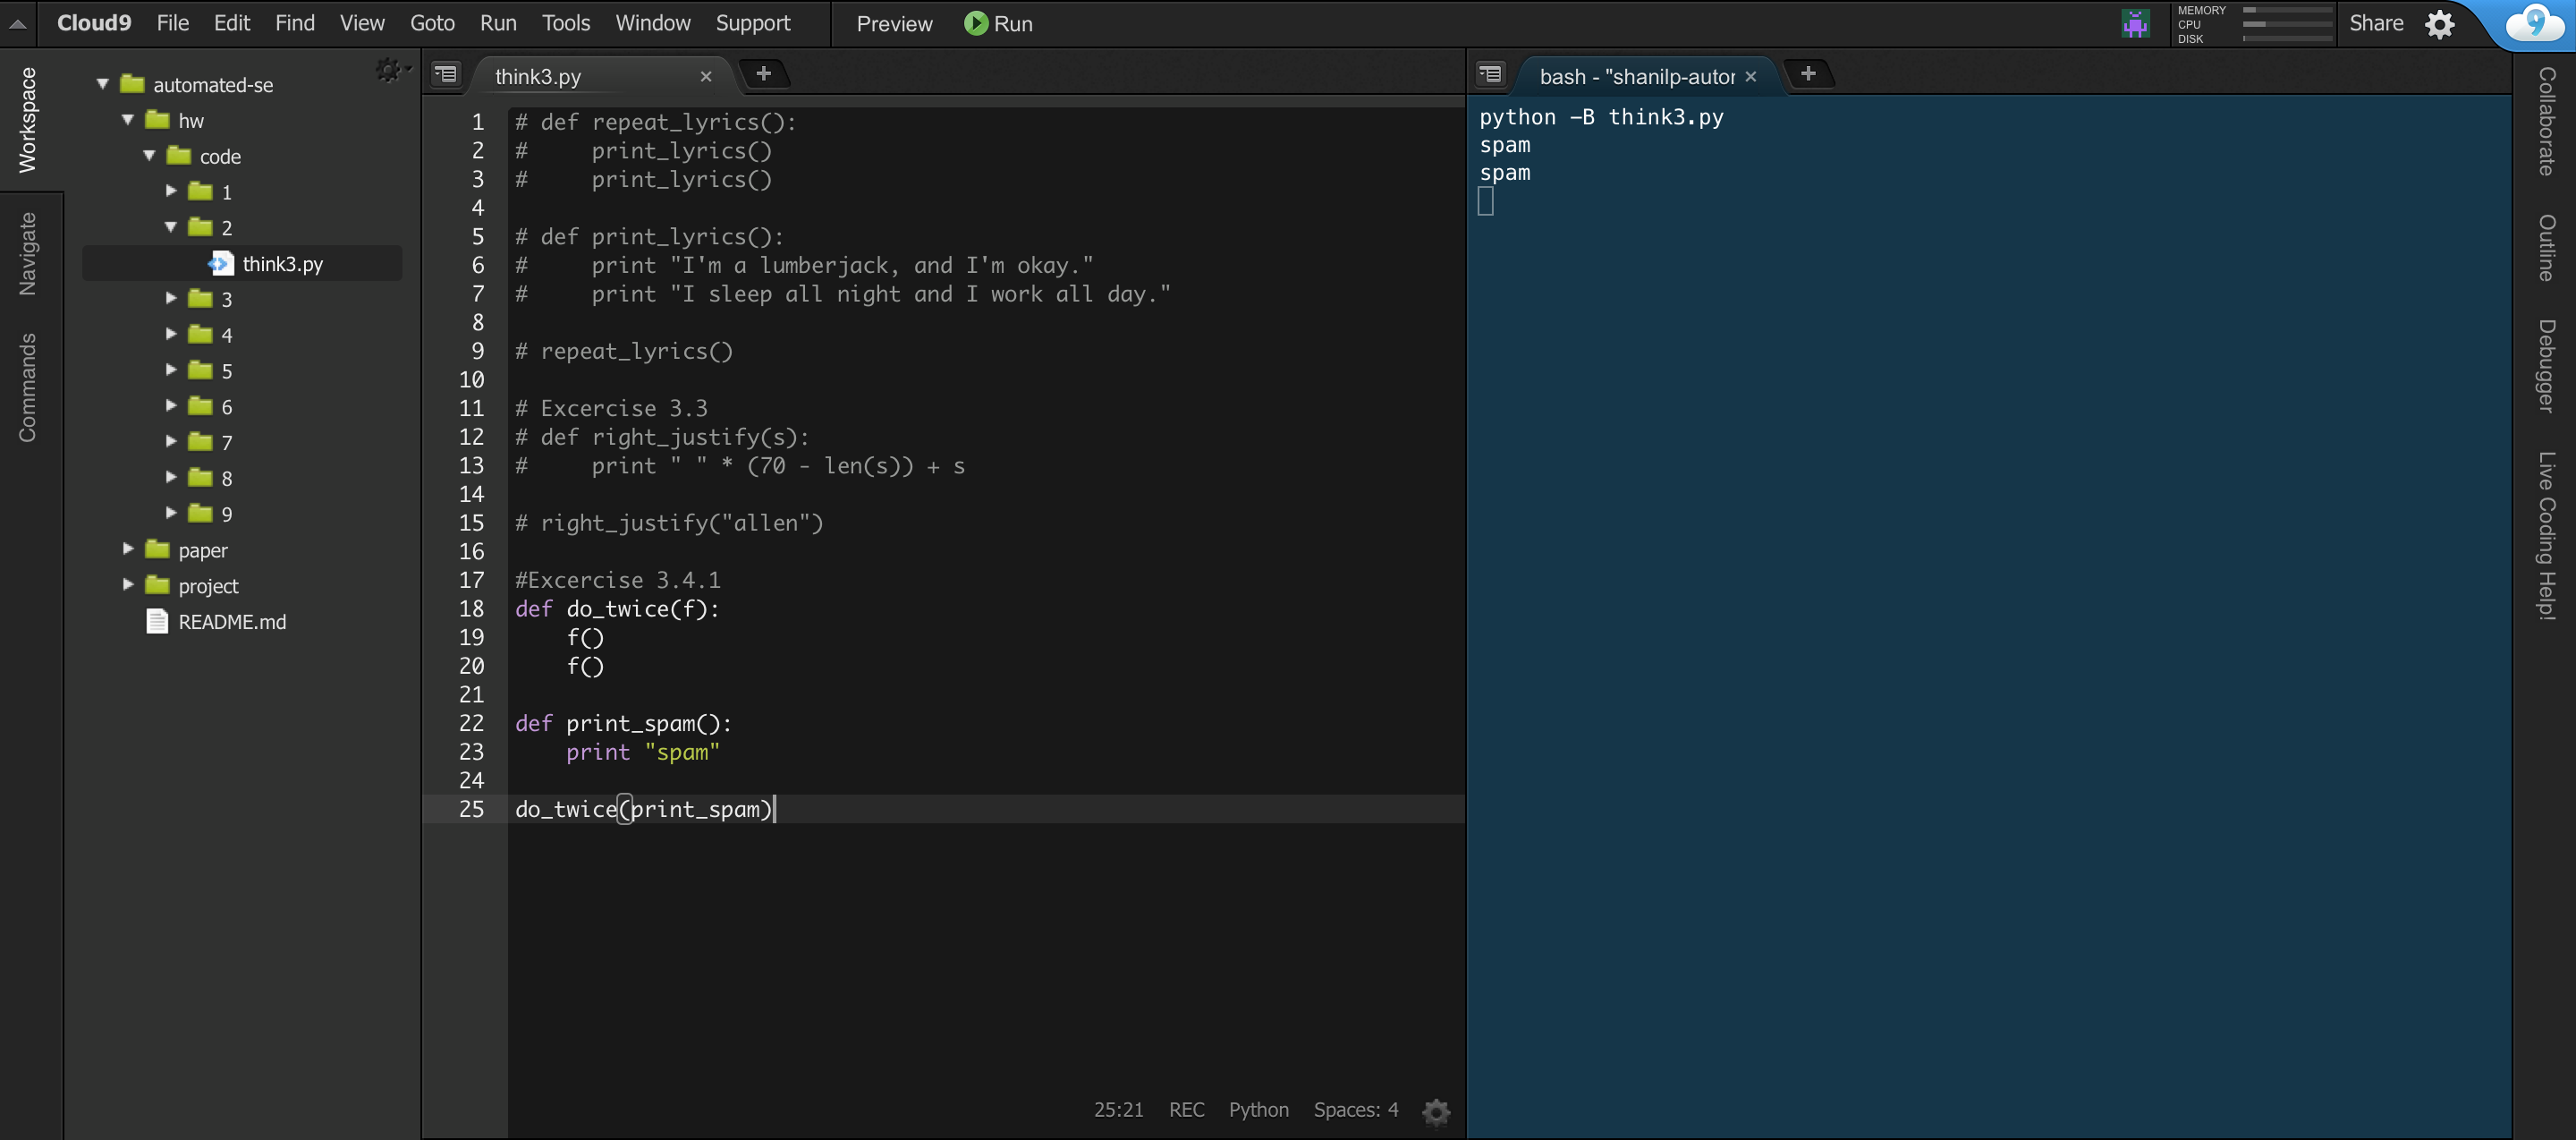 Cloud9 File Edit Find View Goto Run Tools Window Support Preview Run MEMORY CPU DISK Share 9
Workspace
Navigate
Commands
automated-se
hw
code
1
2
think3.py
3
4
5
6
7
8
9
paper
project
README.md
think3.py
1 # def repeat_lyrics():
2 #     print_lyrics()
3 #     print_lyrics()
4
5 # def print_lyrics():
6 #     print "I'm a lumberjack, and I'm okay."
7 #     print "I sleep all night and I work all day."
8
9 # repeat_lyrics()
10
11 # Excercise 3.3
12 # def right_justify(s):
13 #     print " " * (70 - len(s)) + s
14
15 # right_justify("allen")
16
17 #Excercise 3.4.1
18 def do_twice(f):
19     f()
20     f()
21
22 def print_spam():
23     print "spam"
24
25 do_twice(print_spam)
25:21 REC Python Spaces: 4
bash - "shanilp-autor
python -B think3.py
spam
spam
Collaborate
Outline
Debugger
Live Coding Help!